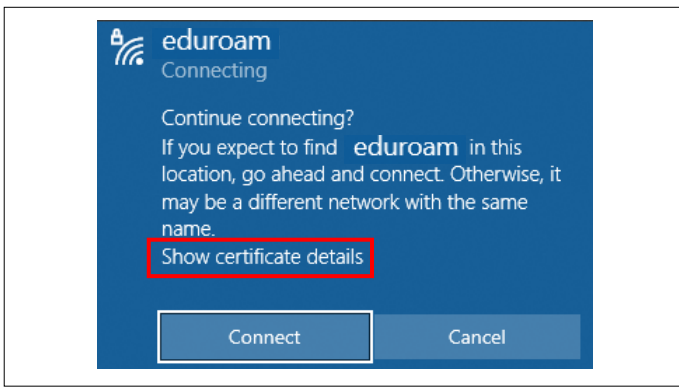 eduroam
Connecting
Continue connecting?
If you expect to find eduroam in this
location, go ahead and connect. Otherwise, it
may be a different network with the same
name.
Show certificate details
Connect Cancel